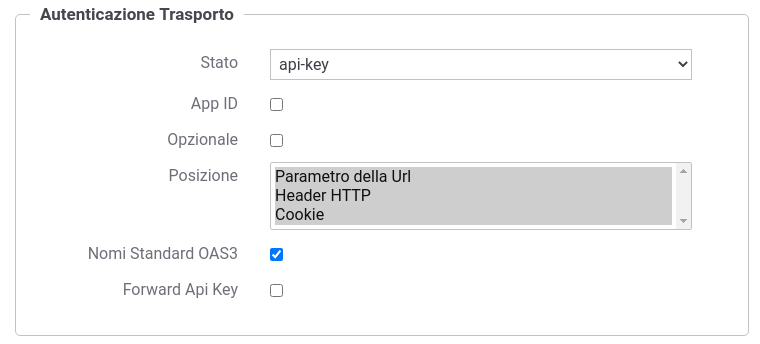 Autenticazione Trasporto
Stato
api-key
App ID
Opzionale
Posizione
Parametro della Url
Header HTTP
Cookie
Nomi Standard OAS3
Forward Api Key